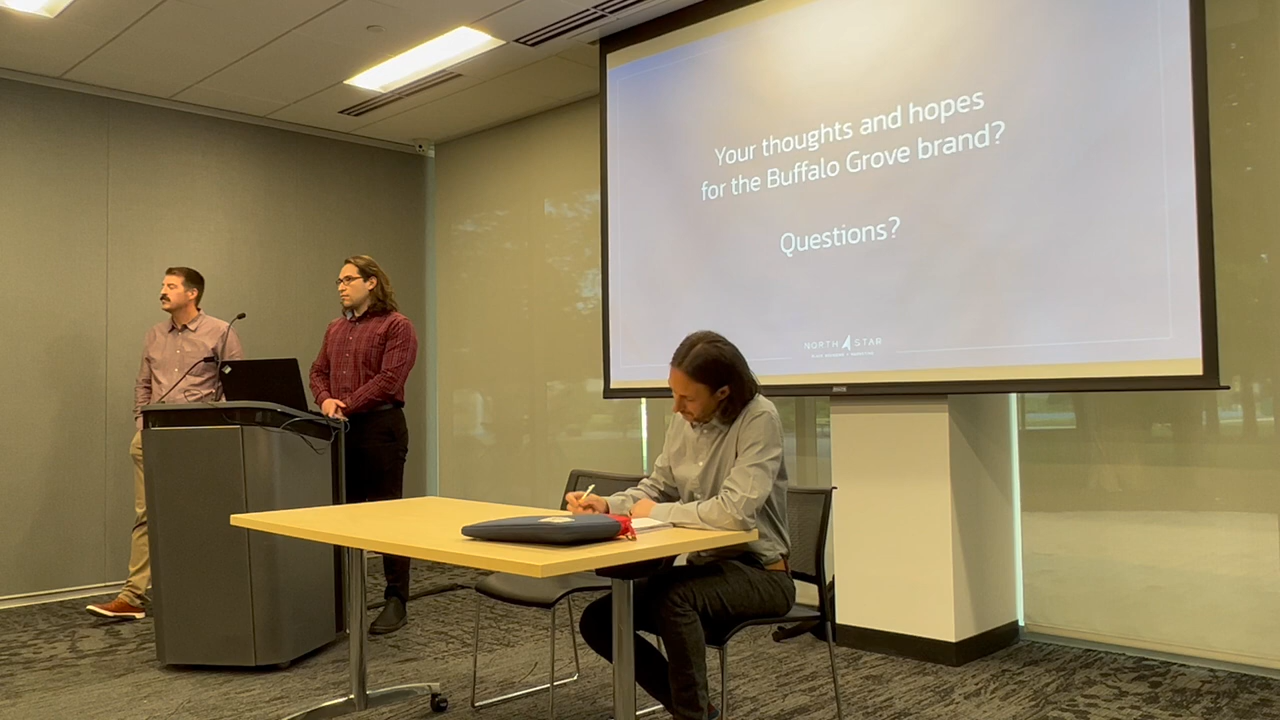 Your thoughts and hopes
for the Buffalo Grove brand?
Questions?
NORTH STAR